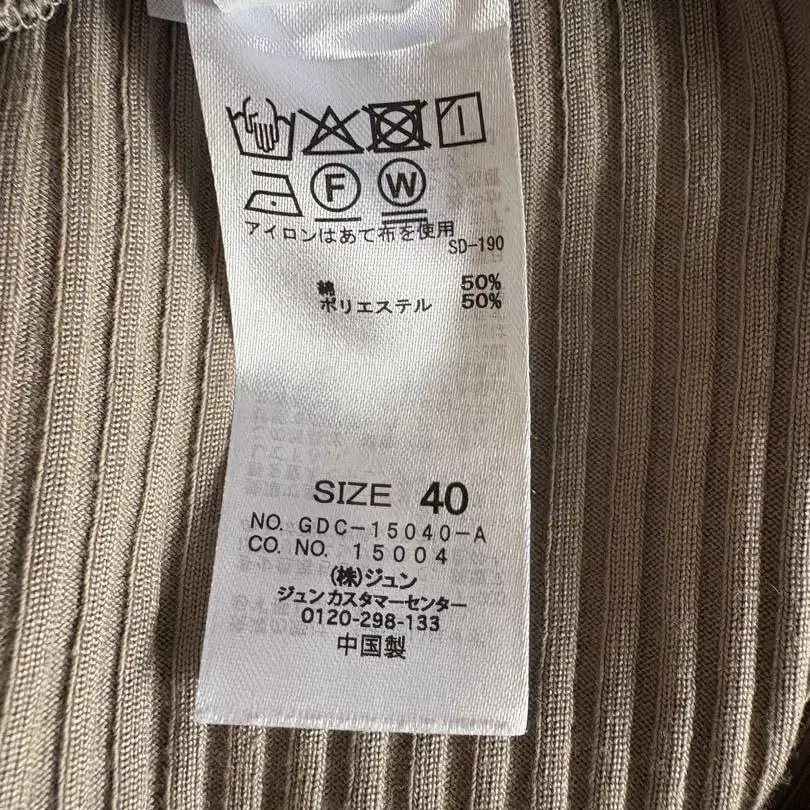 F W
アイロンはあて布を使用
SD-190
綿 50%
ポリエステル 50%
SIZE 40
NO. GDC-15040-A
CO. NO. 15004
(株)ジュン
ジュンカスタマーセンター
0120-298-133
中国製